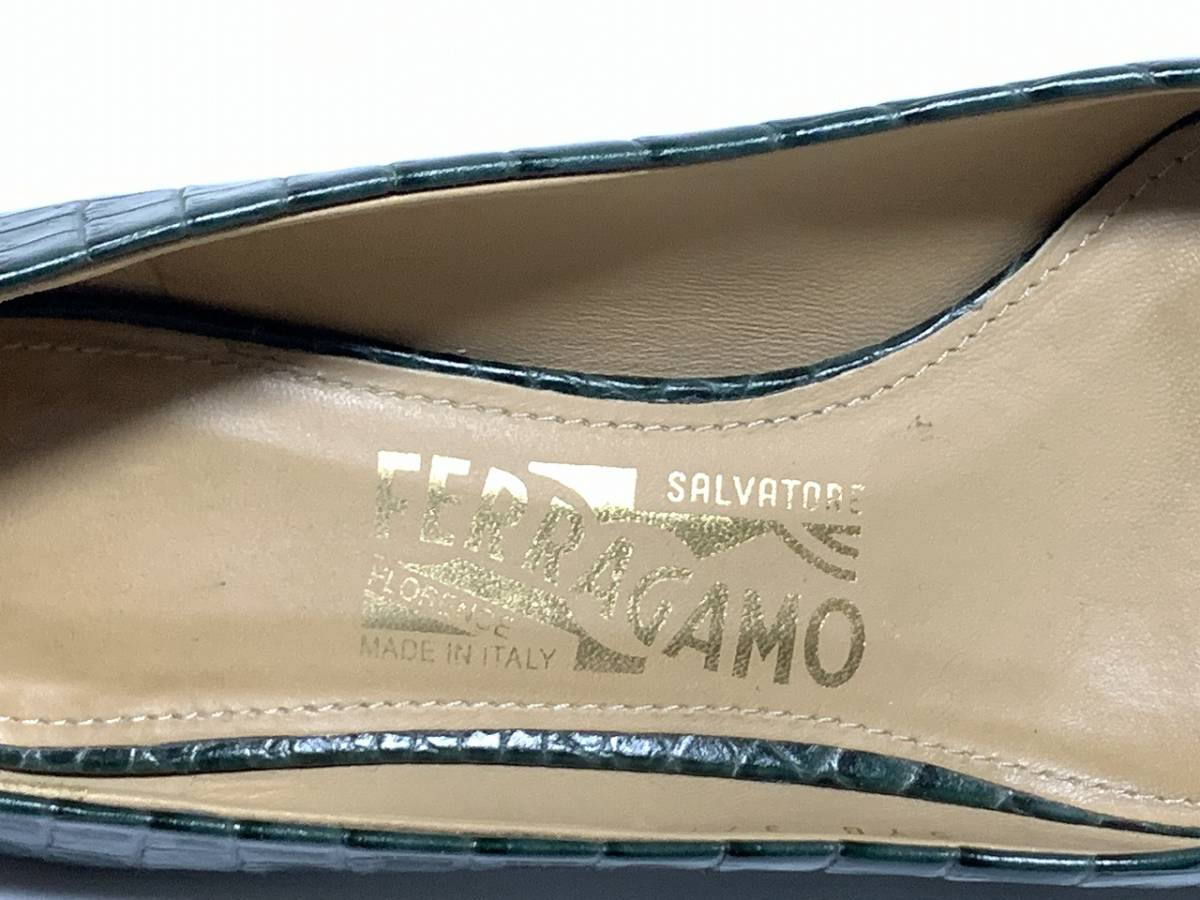 SALVATORE
FERRAGAMO
FLORENCE
MADE IN ITALY